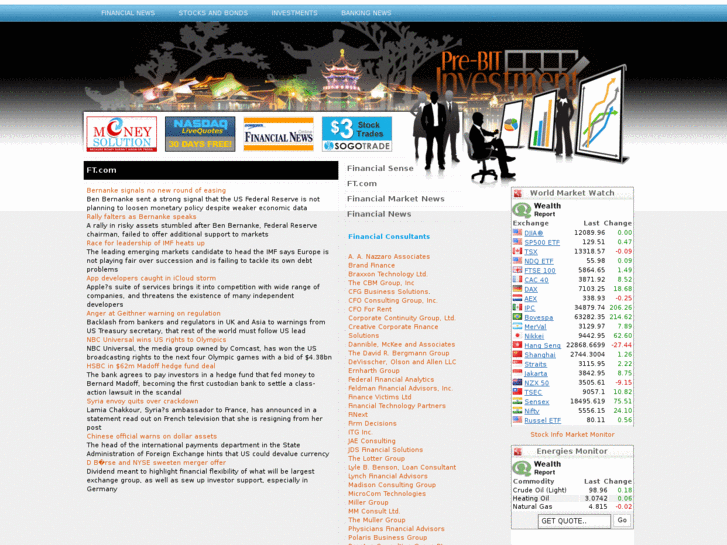 FINANCIAL NEWS STOCKS AND BONDS INVESTMENTS BANKING NEWS
Pre-BIT
Investment
MONEY
SOLUTION
NASDAQ
LiveQuotes
30 DAYS FREE!
FINANCIAL NEWS
$3 Stock
Trades
SOGOTRADE
FT.com
Bernanke signals no new round of easing
Ben Bernanke sent a strong signal that the US Federal Reserve is not
planning to loosen monetary policy despite weaker economic data
Rally falters as Bernanke speaks
A rally in risky assets stumbled after Ben Bernanke, Federal Reserve
chairman, failed to offer additional support to markets
Race for leadership of IMF heats up
The leading emerging markets candidate to head the IMF says Europe is
not playing fair over succession and is failing to tackle its own debt
problems
App developers caught in iCloud storm
Apple?s suite of services brings it into competition with wide range of
companies, and threatens the existence of many independent
developers
Anger at Geithner warning on regulation
Backlash from bankers and regulators in UK and Asia to warnings from
US Treasury secretary, that rest of the world must follow US lead
NBC Universal wins US rights to Olympics
NBC Universal, the media group owned by Comcast, has won the US
broadcasting rights to the next four Olympic games with a bid of $4.38bn
HSBC in $62m Madoff hedge fund deal
The bank agrees to pay investors in a hedge fund that fed money to
Bernard Madoff, becoming the first custodian bank to settle a class-
action lawsuit in the scandal
Syria envoy quits over crackdown
Lamia Chakkour, Syria?s ambassador to France, has announced in a
statement read out on French television that she is resigning from her
post
Chinese official warns on dollar assets
The head of the international payments department in the State
Administration of Foreign Exchange hints that US could devalue currency
D B�rse and NYSE sweeten merger offer
Dividend meant to highlight financial flexibility of what will be largest
exchange group, as well as sew up investor support, especially in
Germany
Financial Sense
FT.com
Financial Market News
Financial News
Financial Consultants
A. A. Nazzaro Associates
Brand Finance
Braxxon Technology Ltd.
The CBM Group, Inc
CFG Business Solutions.
CFO Consulting Group, Inc.
CFO For Rent
Corporate Continuity Group, Ltd.
Creative Corporate Finance
Solutions
Dannible, McKee and Associates
The David R. Bergmann Group
DeVisscher, Olson and Allen LLC
Ernharth Group
Federal Financial Analytics
Feldman Financial Advisors, Inc.
Finance Victims Ltd
Financial Technology Partners
FINext
Firm Decisions
ITG Inc.
JAE Consulting
JDS Financial Solutions
The Lotter Group
Lyle B. Benson, Loan Consultant
Lynch Financial Advisors
Madison Consulting Group
MicroCom Technologies
Miller Group
MM Consult Ltd.
The Muller Group
Physicians Financial Advisors
Polaris Business Group
World Market Watch
Wealth
Report
Exchange Last Change
DJIA® 12089.96 0.00
SP500 ETF 129.51 0.47
TSX 13318.57 -0.09
NDQ ETF 55.87 -0.19
FTSE 100 5864.65 1.49
CAC 40 3871.92 8.52
DAX 7103.25 18.68
AEX 338.93 -0.25
IPC 34879.74 206.26
Bovespa 63282.35 214.62
MerVal 3129.97 7.89
Nikkei 9442.95 62.60
Hang Seng 22868.6699 -27.44
Shanghai 2744.3004 1.26
Straits 3122.35 4.93
Jakarta 3842.95 8.75
NZX 50 3505.61 -9.15
TSEC 9057.1 10.82
Sensex 18495.619 75.51
Nifty 5556.15 24.10
Russel ETF 80.08 0.56
Stock Info Market Monitor
Energies Monitor
Wealth
Report
Commodity Last Change
Crude Oil (Light) 98.96 0.18
Heating Oil 3.0742 0.06
Natural Gas 4.815 -0.02
GET QUOTE.. Go